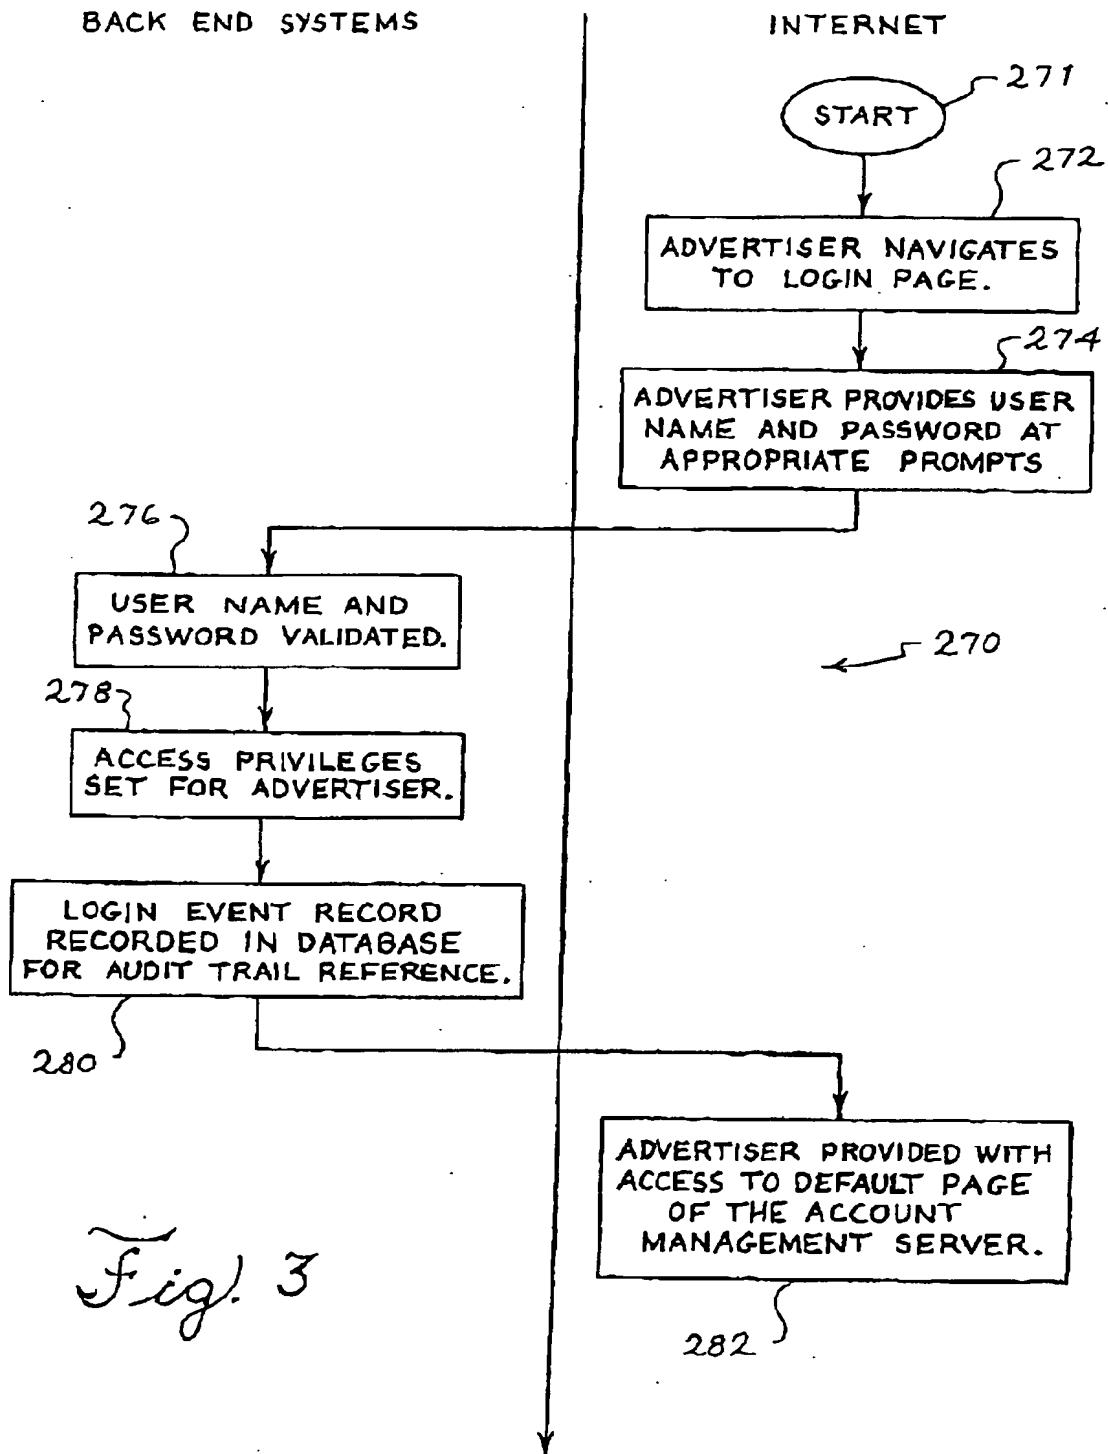 BACK END SYSTEMS
INTERNET
START
271
272
ADVERTISER NAVIGATES
TO LOGIN PAGE.
274
ADVERTISER PROVIDES USER
NAME AND PASSWORD AT
APPROPRIATE PROMPTS
276
USER NAME AND
PASSWORD VALIDATED.
270
278
ACCESS PRIVILEGES
SET FOR ADVERTISER.
LOGIN EVENT RECORD
RECORDED IN DATABASE
FOR AUDIT TRAIL REFERENCE.
280
ADVERTISER PROVIDED WITH
ACCESS TO DEFAULT PAGE
OF THE ACCOUNT
MANAGEMENT SERVER.
282
Fig. 3